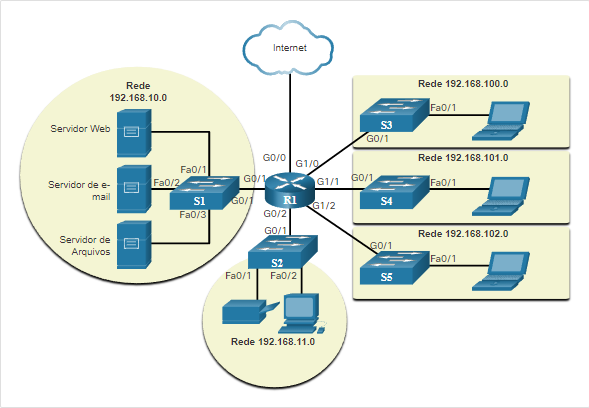 Internet
Rede
192.168.10.0
Servidor Web
Servidor de e-
mail
Servidor de
Arquivos
Fa0/1
Fa0/2
Fa0/3
S1
G0/1
G0/1
G0/0
G1/0
G1/1
G1/2
R1
G0/2
G0/1
S2
Fa0/1
Fa0/2
Rede 192.168.11.0
Rede 192.168.100.0
Fa0/1
S3
G0/1
Rede 192.168.101.0
Fa0/1
G0/1
S4
Rede 192.168.102.0
G0/1
Fa0/1
S5